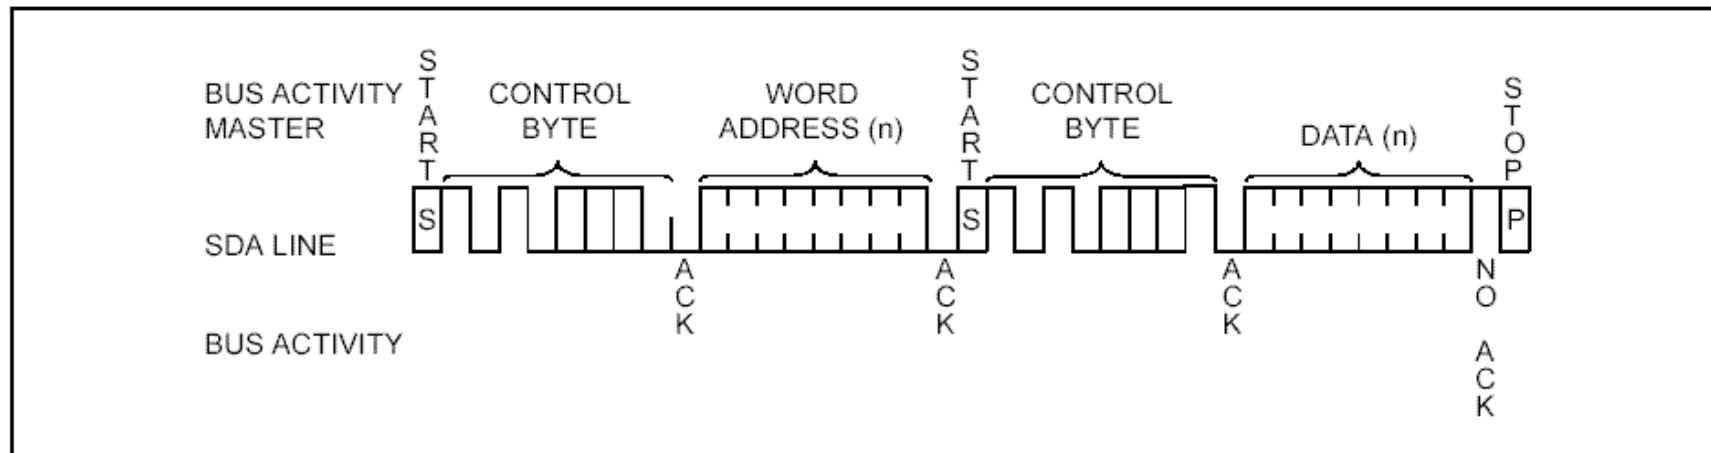 START
BUS ACTIVITY
MASTER
CONTROL
BYTE
WORD
ADDRESS (n)
START
CONTROL
BYTE
DATA (n)
STOP
SDA LINE
S
S
P
ACK
ACK
ACK
NO ACK
BUS ACTIVITY